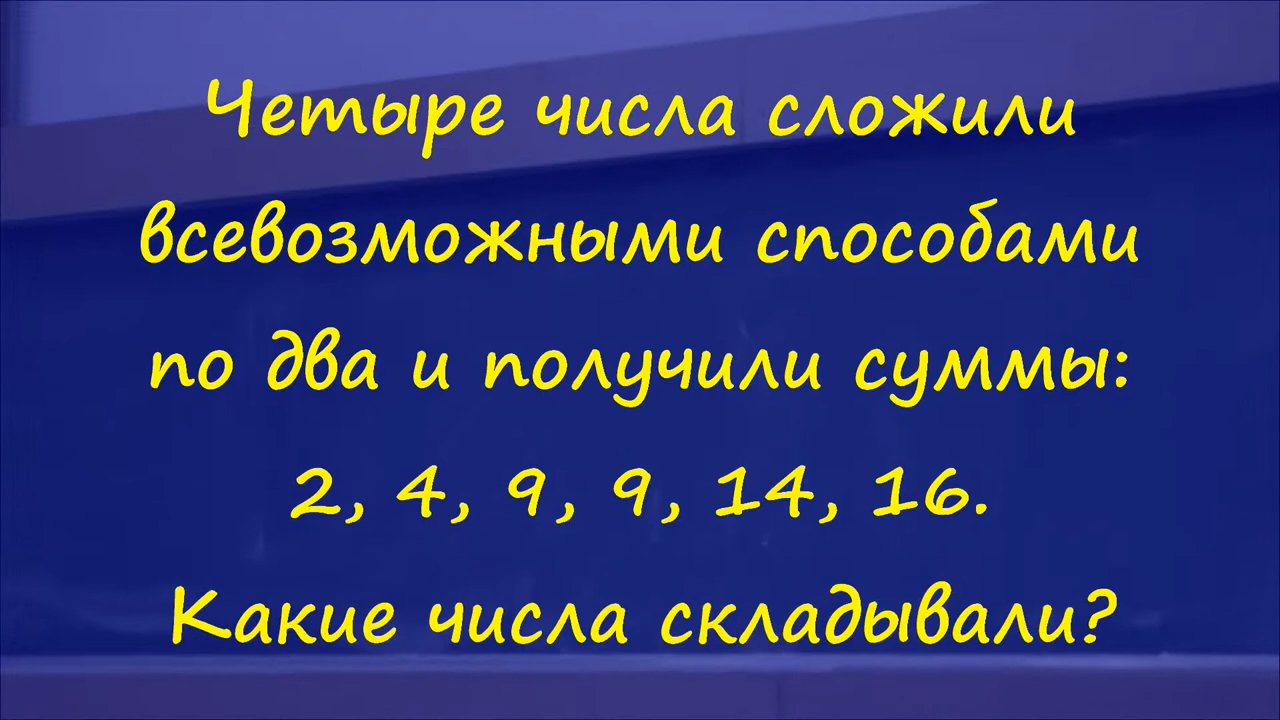 Четыре числа сложили
всевозможными способами
по два и получили суммы:
2, 4, 9, 9, 14, 16.
Какие числа складывали?